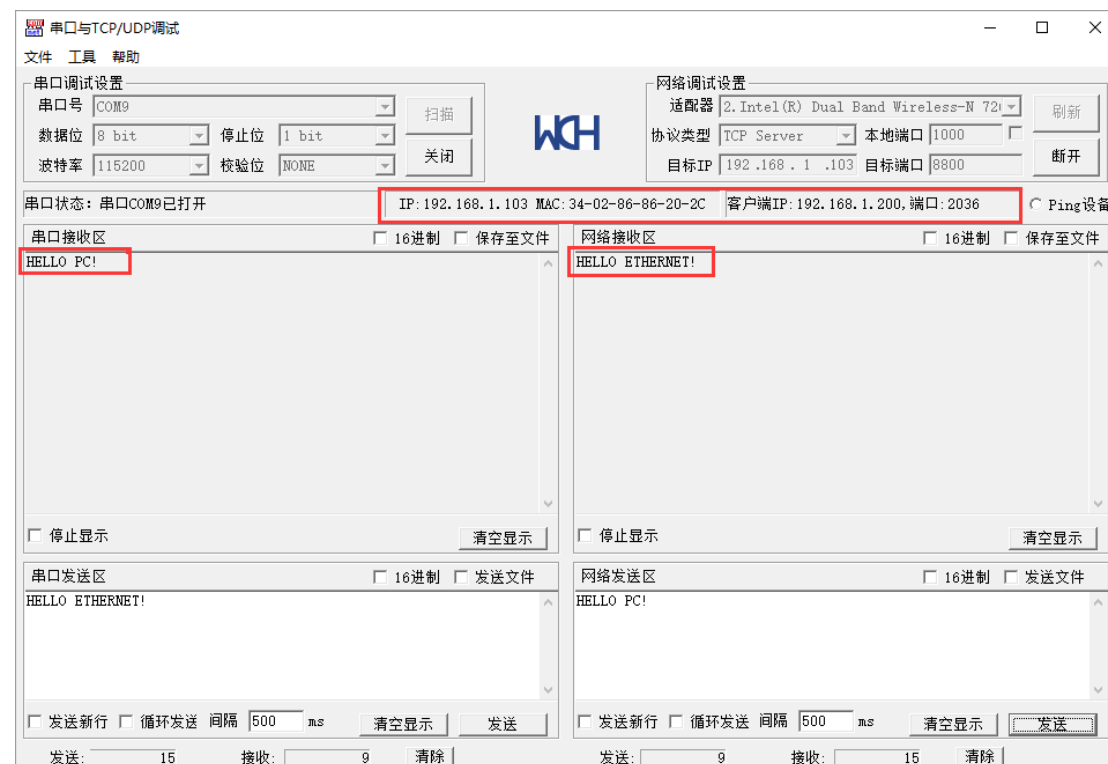 串口与TCP/UDP调试
文件 工具 帮助
串口调试设置
串口号 COM9 扫描
数据位 8 bit 停止位 1 bit
波特率 115200 校验位 NONE 关闭
WCH
网络调试设置
适配器 2.Intel(R) Dual Band Wireless-N 72 刷新
协议类型 TCP Server 本地端口 1000
目标IP 192 .168 . 1 .103 目标端口 8800 断开
串口状态：串口COM9已打开 IP:192.168.1.103 MAC:34-02-86-86-20-2C 客户端IP:192.168.1.200,端口:2036 Ping设备
串口接收区 16进制 保存至文件
HELLO PC!
停止显示 清空显示
网络接收区 16进制 保存至文件
HELLO ETHERNET!
停止显示 清空显示
串口发送区 16进制 发送文件
HELLO ETHERNET!
发送新行 循环发送 间隔 500 ms 清空显示 发送
发送: 15 接收: 9 清除
网络发送区 16进制 发送文件
HELLO PC!
发送新行 循环发送 间隔 500 ms 清空显示 发送
发送: 9 接收: 15 清除